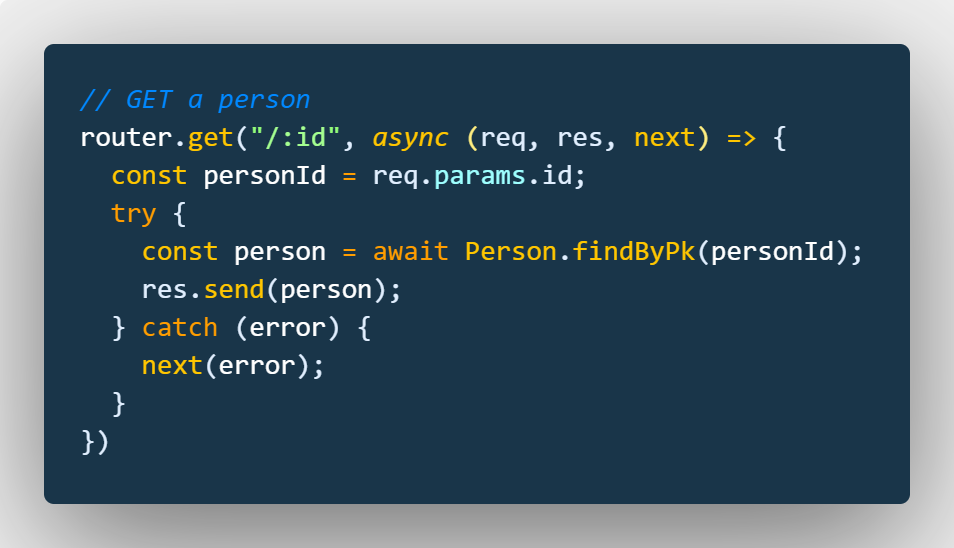 // GET a person
router.get("/:id", async (req, res, next) => {
  const personId = req.params.id;
  try {
    const person = await Person.findByPk(personId);
    res.send(person);
  } catch (error) {
    next(error);
  }
})